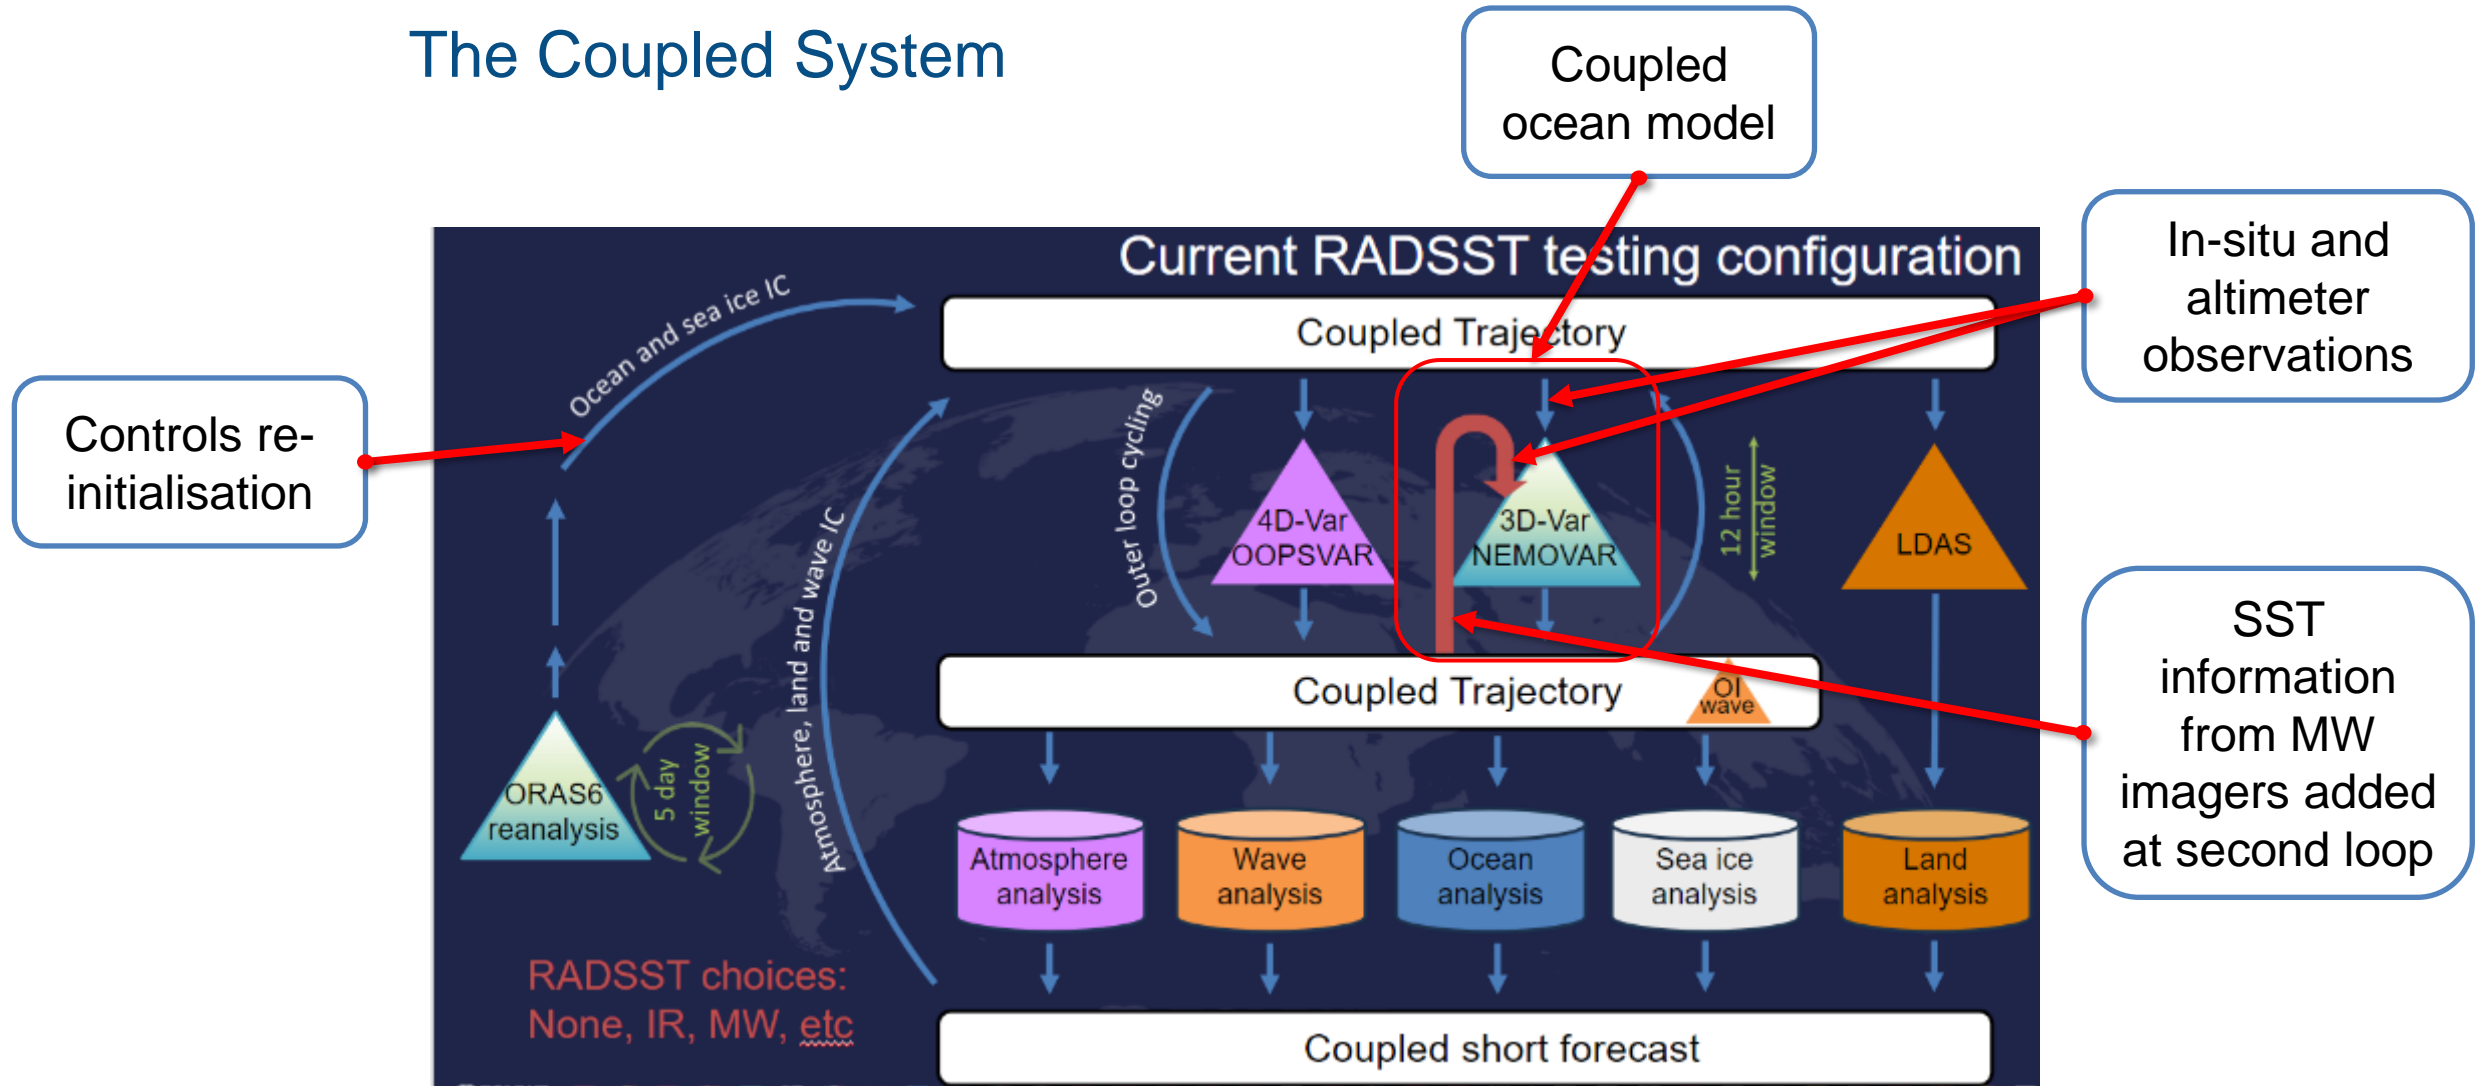 The Coupled System
Coupled
ocean model
In-situ and
altimeter
observations
Controls re-
initialisation
SST
information
from MW
imagers added
at second loop
Current RADSST testing configuration
Ocean and sea ice IC
Coupled Trajectory
Outer loop cycling
4D-Var
OOPSVAR
3D-Var
NEMOVAR
12 hour
window
LDAS
Atmosphere, land and wave IC
Coupled Trajectory
OI
wave
ORAS6
reanalysis
5 day
window
Atmosphere
analysis
Wave
analysis
Ocean
analysis
Sea ice
analysis
Land
analysis
RADSST choices:
None, IR, MW, etc
Coupled short forecast